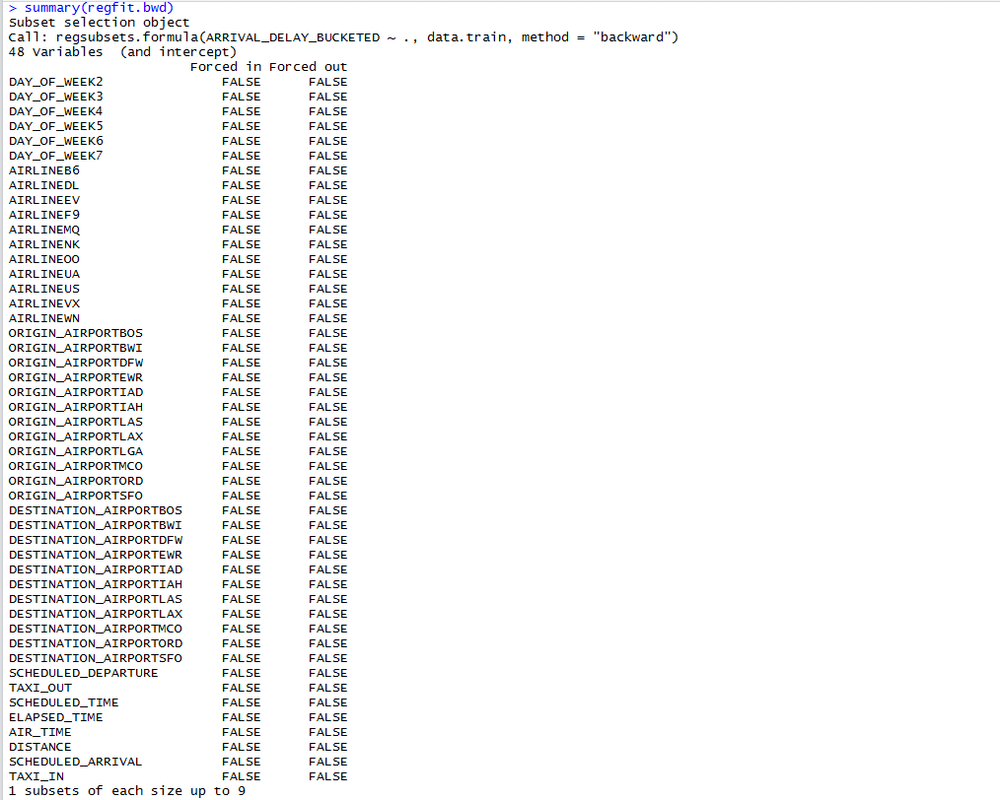 > summary(regfit.bwd)
Subset selection object
Call: regsubsets.formula(ARRIVAL_DELAY_BUCKETED ~ ., data.train, method = "backward")
48 Variables  (and intercept)
                        Forced in Forced out
DAY_OF_WEEK2                FALSE      FALSE
DAY_OF_WEEK3                FALSE      FALSE
DAY_OF_WEEK4                FALSE      FALSE
DAY_OF_WEEK5                FALSE      FALSE
DAY_OF_WEEK6                FALSE      FALSE
DAY_OF_WEEK7                FALSE      FALSE
AIRLINEB6                   FALSE      FALSE
AIRLINEDL                   FALSE      FALSE
AIRLINEEV                   FALSE      FALSE
AIRLINEF9                   FALSE      FALSE
AIRLINEMQ                   FALSE      FALSE
AIRLINENK                   FALSE      FALSE
AIRLINEOO                   FALSE      FALSE
AIRLINEUA                   FALSE      FALSE
AIRLINEUS                   FALSE      FALSE
AIRLINEVX                   FALSE      FALSE
AIRLINEWN                   FALSE      FALSE
ORIGIN_AIRPORTBOS           FALSE      FALSE
ORIGIN_AIRPORTBWI           FALSE      FALSE
ORIGIN_AIRPORTDFW           FALSE      FALSE
ORIGIN_AIRPORTEWR           FALSE      FALSE
ORIGIN_AIRPORTIAD           FALSE      FALSE
ORIGIN_AIRPORTIAH           FALSE      FALSE
ORIGIN_AIRPORTLAS           FALSE      FALSE
ORIGIN_AIRPORTLAX           FALSE      FALSE
ORIGIN_AIRPORTLGA           FALSE      FALSE
ORIGIN_AIRPORTMCO           FALSE      FALSE
ORIGIN_AIRPORTORD           FALSE      FALSE
ORIGIN_AIRPORTSFO           FALSE      FALSE
DESTINATION_AIRPORTBOS      FALSE      FALSE
DESTINATION_AIRPORTBWI      FALSE      FALSE
DESTINATION_AIRPORTDFW      FALSE      FALSE
DESTINATION_AIRPORTEWR      FALSE      FALSE
DESTINATION_AIRPORTIAD      FALSE      FALSE
DESTINATION_AIRPORTIAH      FALSE      FALSE
DESTINATION_AIRPORTLAS      FALSE      FALSE
DESTINATION_AIRPORTLAX      FALSE      FALSE
DESTINATION_AIRPORTMCO      FALSE      FALSE
DESTINATION_AIRPORTORD      FALSE      FALSE
DESTINATION_AIRPORTSFO      FALSE      FALSE
SCHEDULED_DEPARTURE         FALSE      FALSE
TAXI_OUT                    FALSE      FALSE
SCHEDULED_TIME              FALSE      FALSE
ELAPSED_TIME                FALSE      FALSE
AIR_TIME                    FALSE      FALSE
DISTANCE                    FALSE      FALSE
SCHEDULED_ARRIVAL           FALSE      FALSE
TAXI_IN                     FALSE      FALSE
1 subsets of each size up to 9